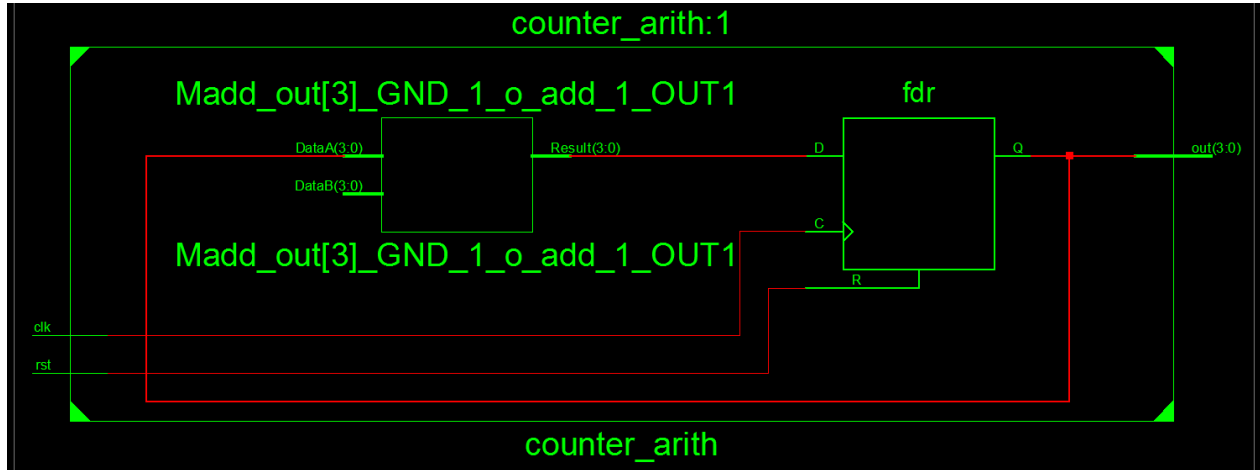 counter_arith:1
Madd_out[3]_GND_1_o_add_1_OUT1
fdr
DataA(3:0)
Result(3:0)
D
Q
out(3:0)
DataB(3:0)
C
Madd_out[3]_GND_1_o_add_1_OUT1
R
clk
rst
counter_arith